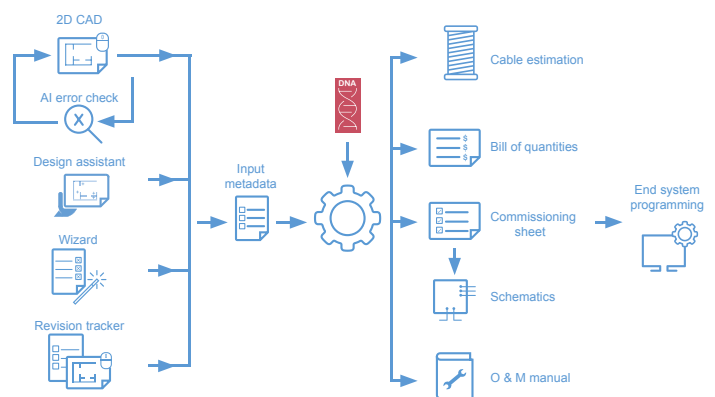 2D CAD
AI error check
X
Design assistant
Wizard
Revision tracker
Input
metadata
DNA
Cable estimation
$
$
$
Bill of quantities
Commissioning
sheet
End system
programming
Schematics
O & M manual